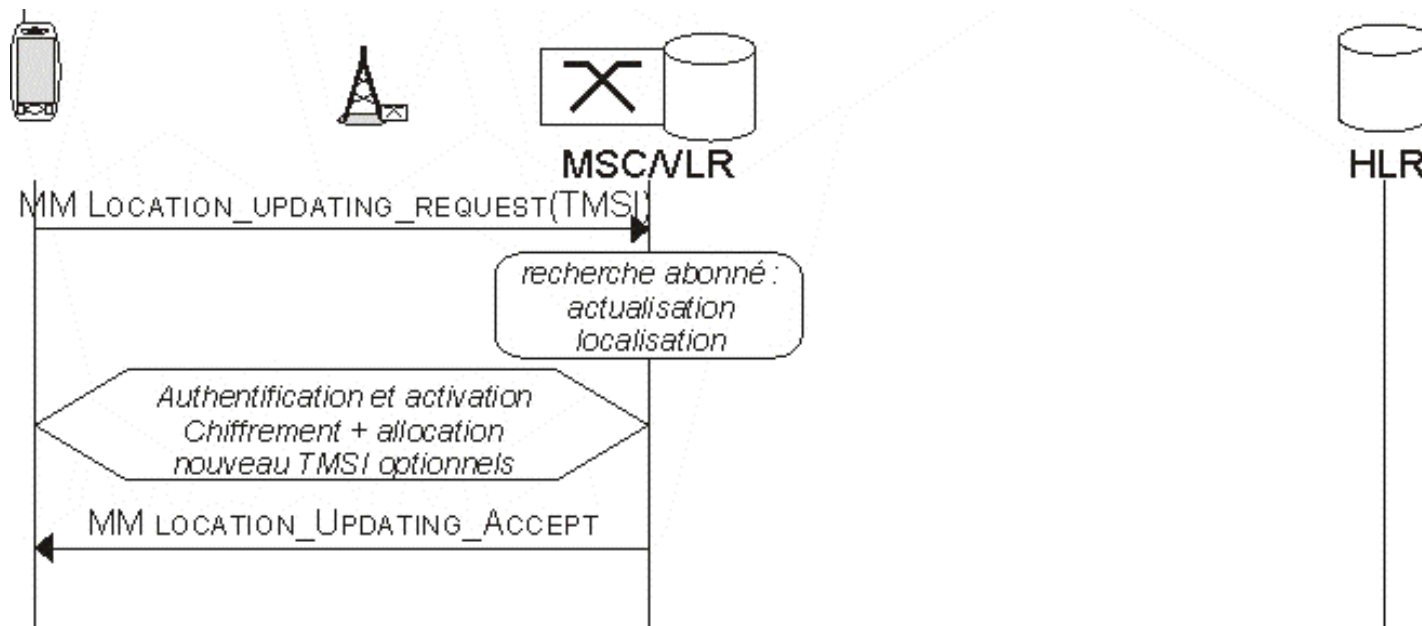 MSC/VLR
HLR
MM LOCATION_UPDATING_REQUEST(TMSI)
recherche abonné :
actualisation
localisation
Authentification et activation
Chiffrement + allocation
nouveau TMSI optionnels
MM LOCATION_UPDATING_ACCEPT